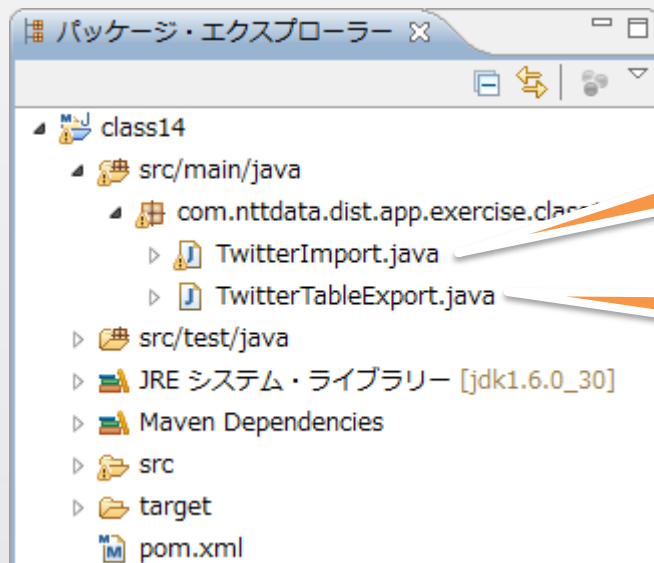 パッケージ・エクスプローラー
class14
src/main/java
com.nttdata.dist.app.exercise.class
TwitterImport.java
TwitterTableExport.java
src/test/java
JRE システム・ライブラリー [jdk1.6.0_30]
Maven Dependencies
src
target
pom.xml